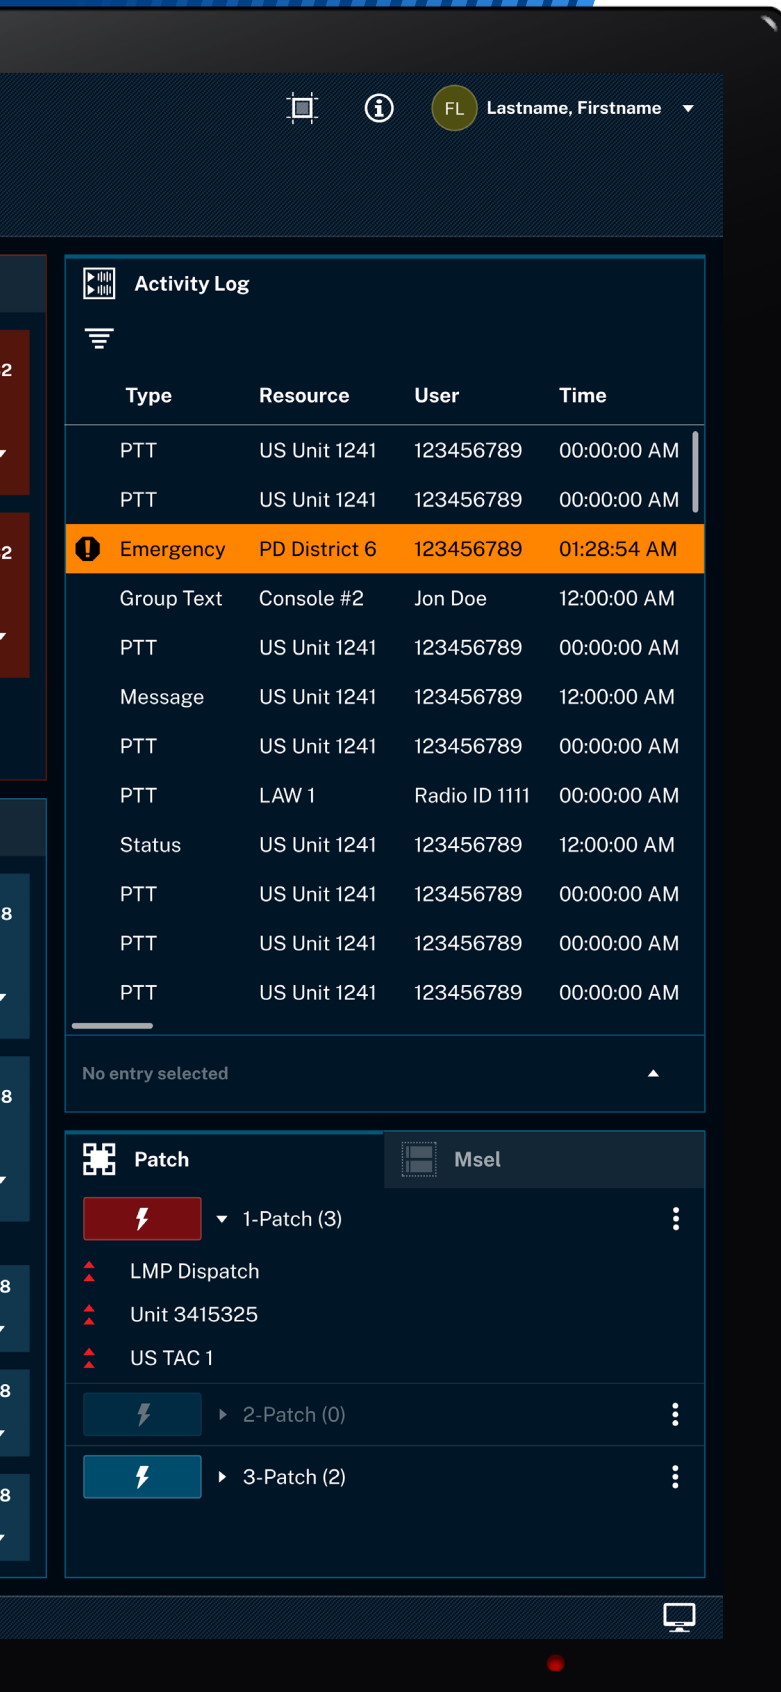 FL Lastname, Firstname
Activity Log
Type Resource User Time
PTT US Unit 1241 123456789 00:00:00 AM
PTT US Unit 1241 123456789 00:00:00 AM
Emergency PD District 6 123456789 01:28:54 AM
Group Text Console #2 Jon Doe 12:00:00 AM
PTT US Unit 1241 123456789 00:00:00 AM
Message US Unit 1241 123456789 12:00:00 AM
PTT US Unit 1241 123456789 00:00:00 AM
PTT LAW 1 Radio ID 1111 00:00:00 AM
Status US Unit 1241 123456789 12:00:00 AM
PTT US Unit 1241 123456789 00:00:00 AM
PTT US Unit 1241 123456789 00:00:00 AM
PTT US Unit 1241 123456789 00:00:00 AM
No entry selected
Patch Msel
1-Patch (3)
LMP Dispatch
Unit 3415325
US TAC 1
2-Patch (0)
3-Patch (2)